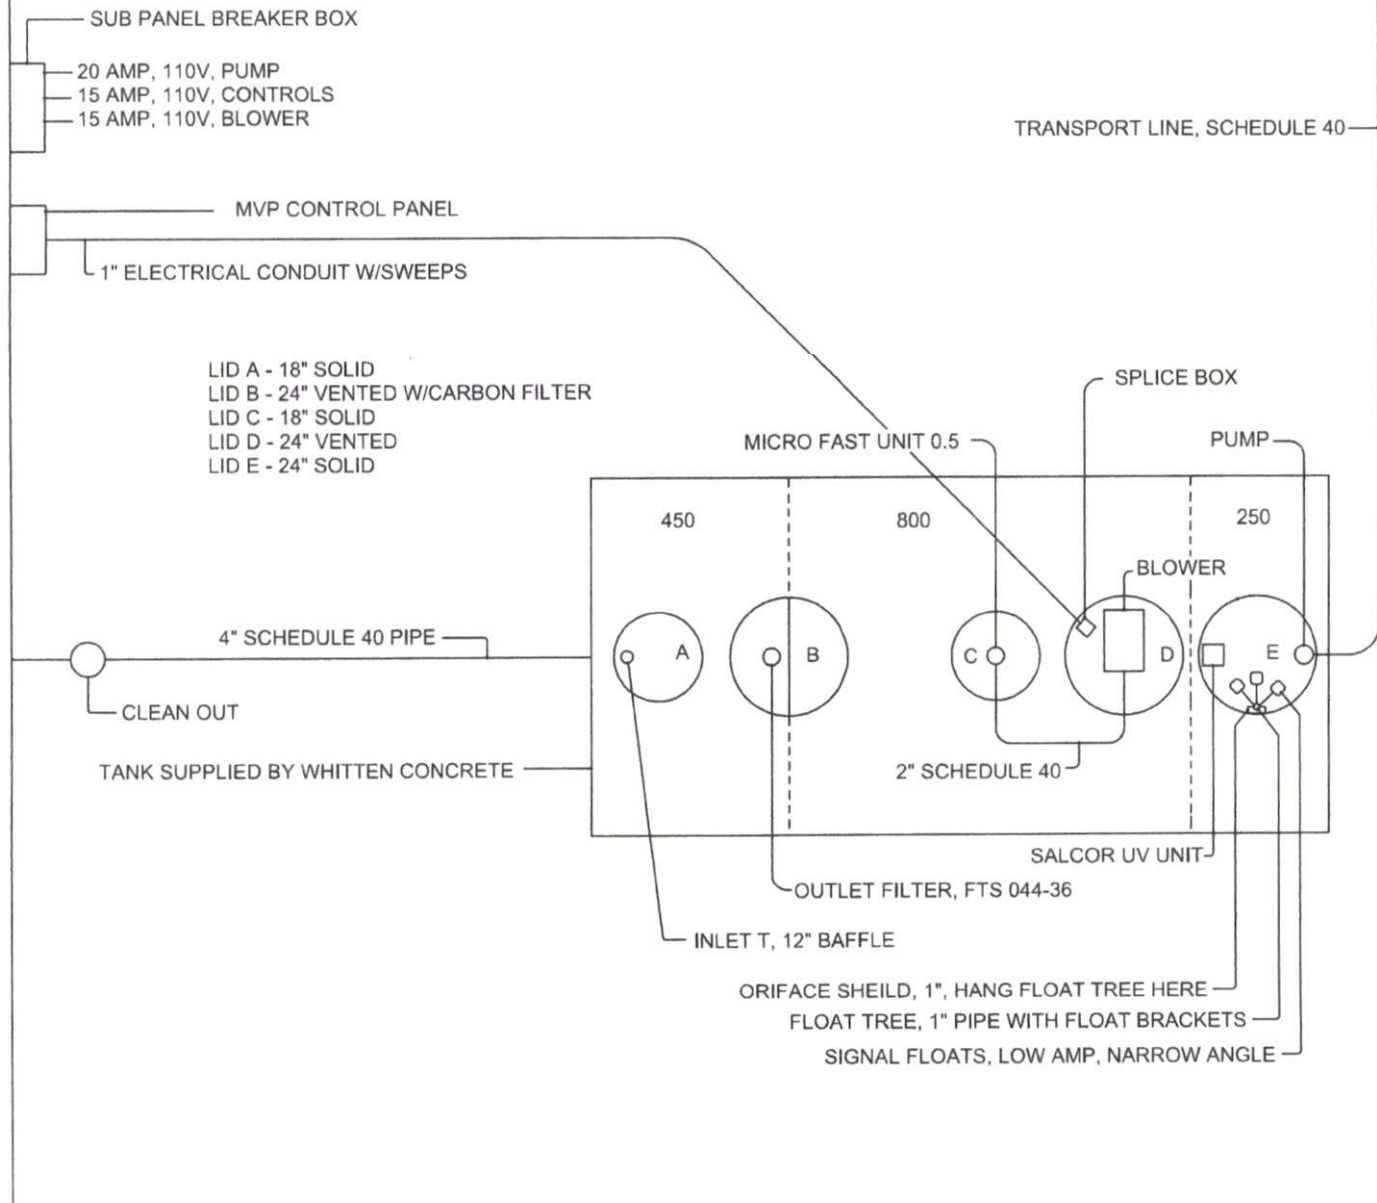 SUB PANEL BREAKER BOX
20 AMP, 110V, PUMP
15 AMP, 110V, CONTROLS
15 AMP, 110V, BLOWER
TRANSPORT LINE, SCHEDULE 40
MVP CONTROL PANEL
1" ELECTRICAL CONDUIT W/SWEEPS
LID A - 18" SOLID
LID B - 24" VENTED W/CARBON FILTER
LID C - 18" SOLID
LID D - 24" VENTED
LID E - 24" SOLID
SPLICE BOX
MICRO FAST UNIT 0.5
PUMP
450
800
250
BLOWER
4" SCHEDULE 40 PIPE
A
B
C
D
E
CLEAN OUT
TANK SUPPLIED BY WHITTEN CONCRETE
2" SCHEDULE 40
SALCOR UV UNIT
OUTLET FILTER, FTS 044-36
INLET T, 12" BAFFLE
ORIFACE SHEILD, 1", HANG FLOAT TREE HERE
FLOAT TREE, 1" PIPE WITH FLOAT BRACKETS
SIGNAL FLOATS, LOW AMP, NARROW ANGLE